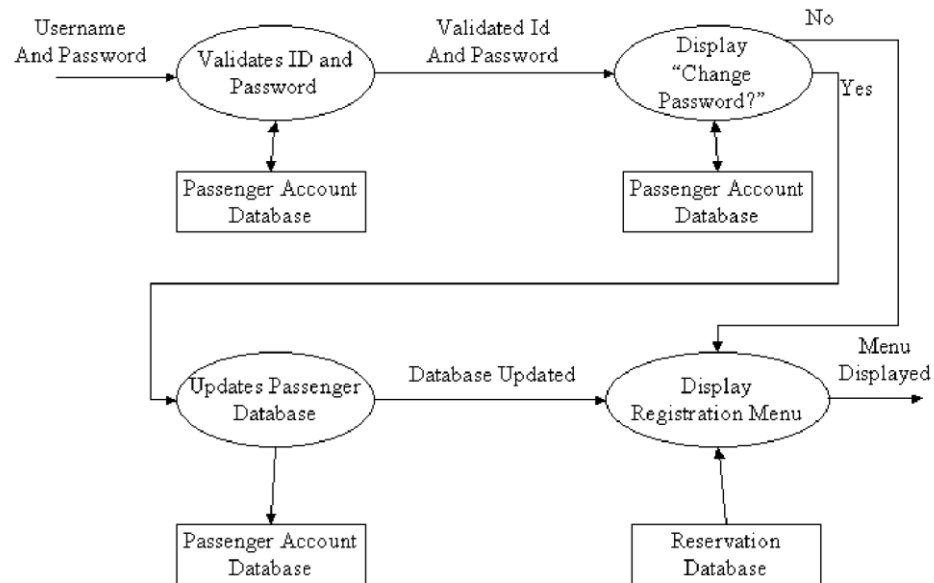 Username
And Password
Validates ID and
Password
Validated Id
And Password
Display
“Change
Password?”
No
Yes
Passenger Account
Database
Passenger Account
Database
Updates Passenger
Database
Database Updated
Display
Registration Menu
Menu
Displayed
Passenger Account
Database
Reservation
Database